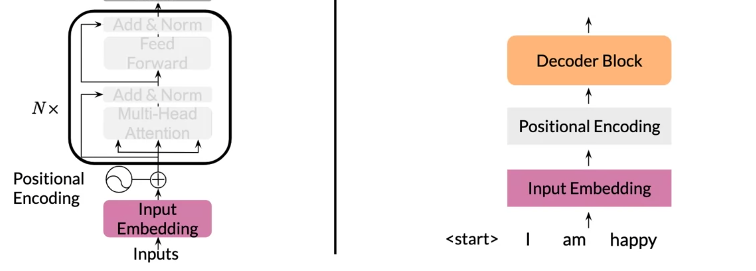 Add & Norm
Feed
Forward
Add & Norm
N×
Multi-Head
Attention
Positional
Encoding
Input
Embedding
Inputs
Decoder Block
Positional Encoding
Input Embedding
<start> I am happy